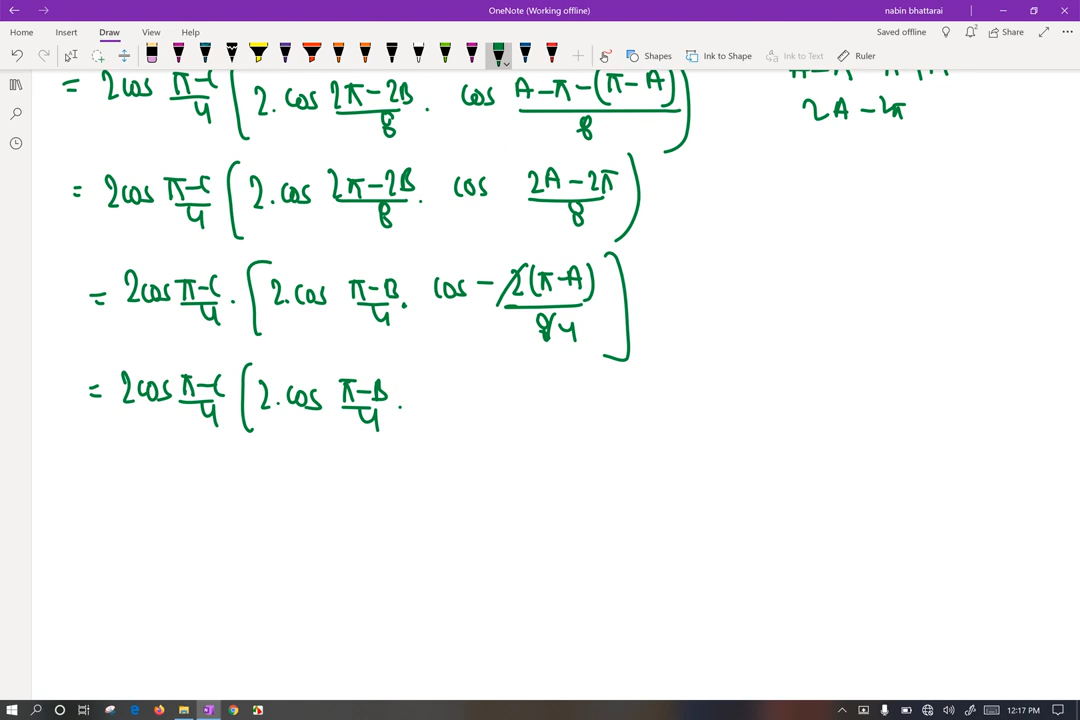 OneNote (Working offline)
nabin bhattarai
Home Insert Draw View Help
Saved offline
Share
Shapes
Ink to Shape
Ink to Text
Ruler
= 2cos π-C/4 ( 2. cos 2π-2B/8 . cos A-π-(π-A)/8 )
2A - 2π
= 2cos π-C/4 ( 2. cos 2π-2B/8 . cos 2A-2π/8 )
= 2cos π-C/4 . [ 2. cos π-B/4 . cos - 2(π-A)/8 4 ]
= 2cos π-C/4 [ 2. cos π-B/4 .
12:17 PM